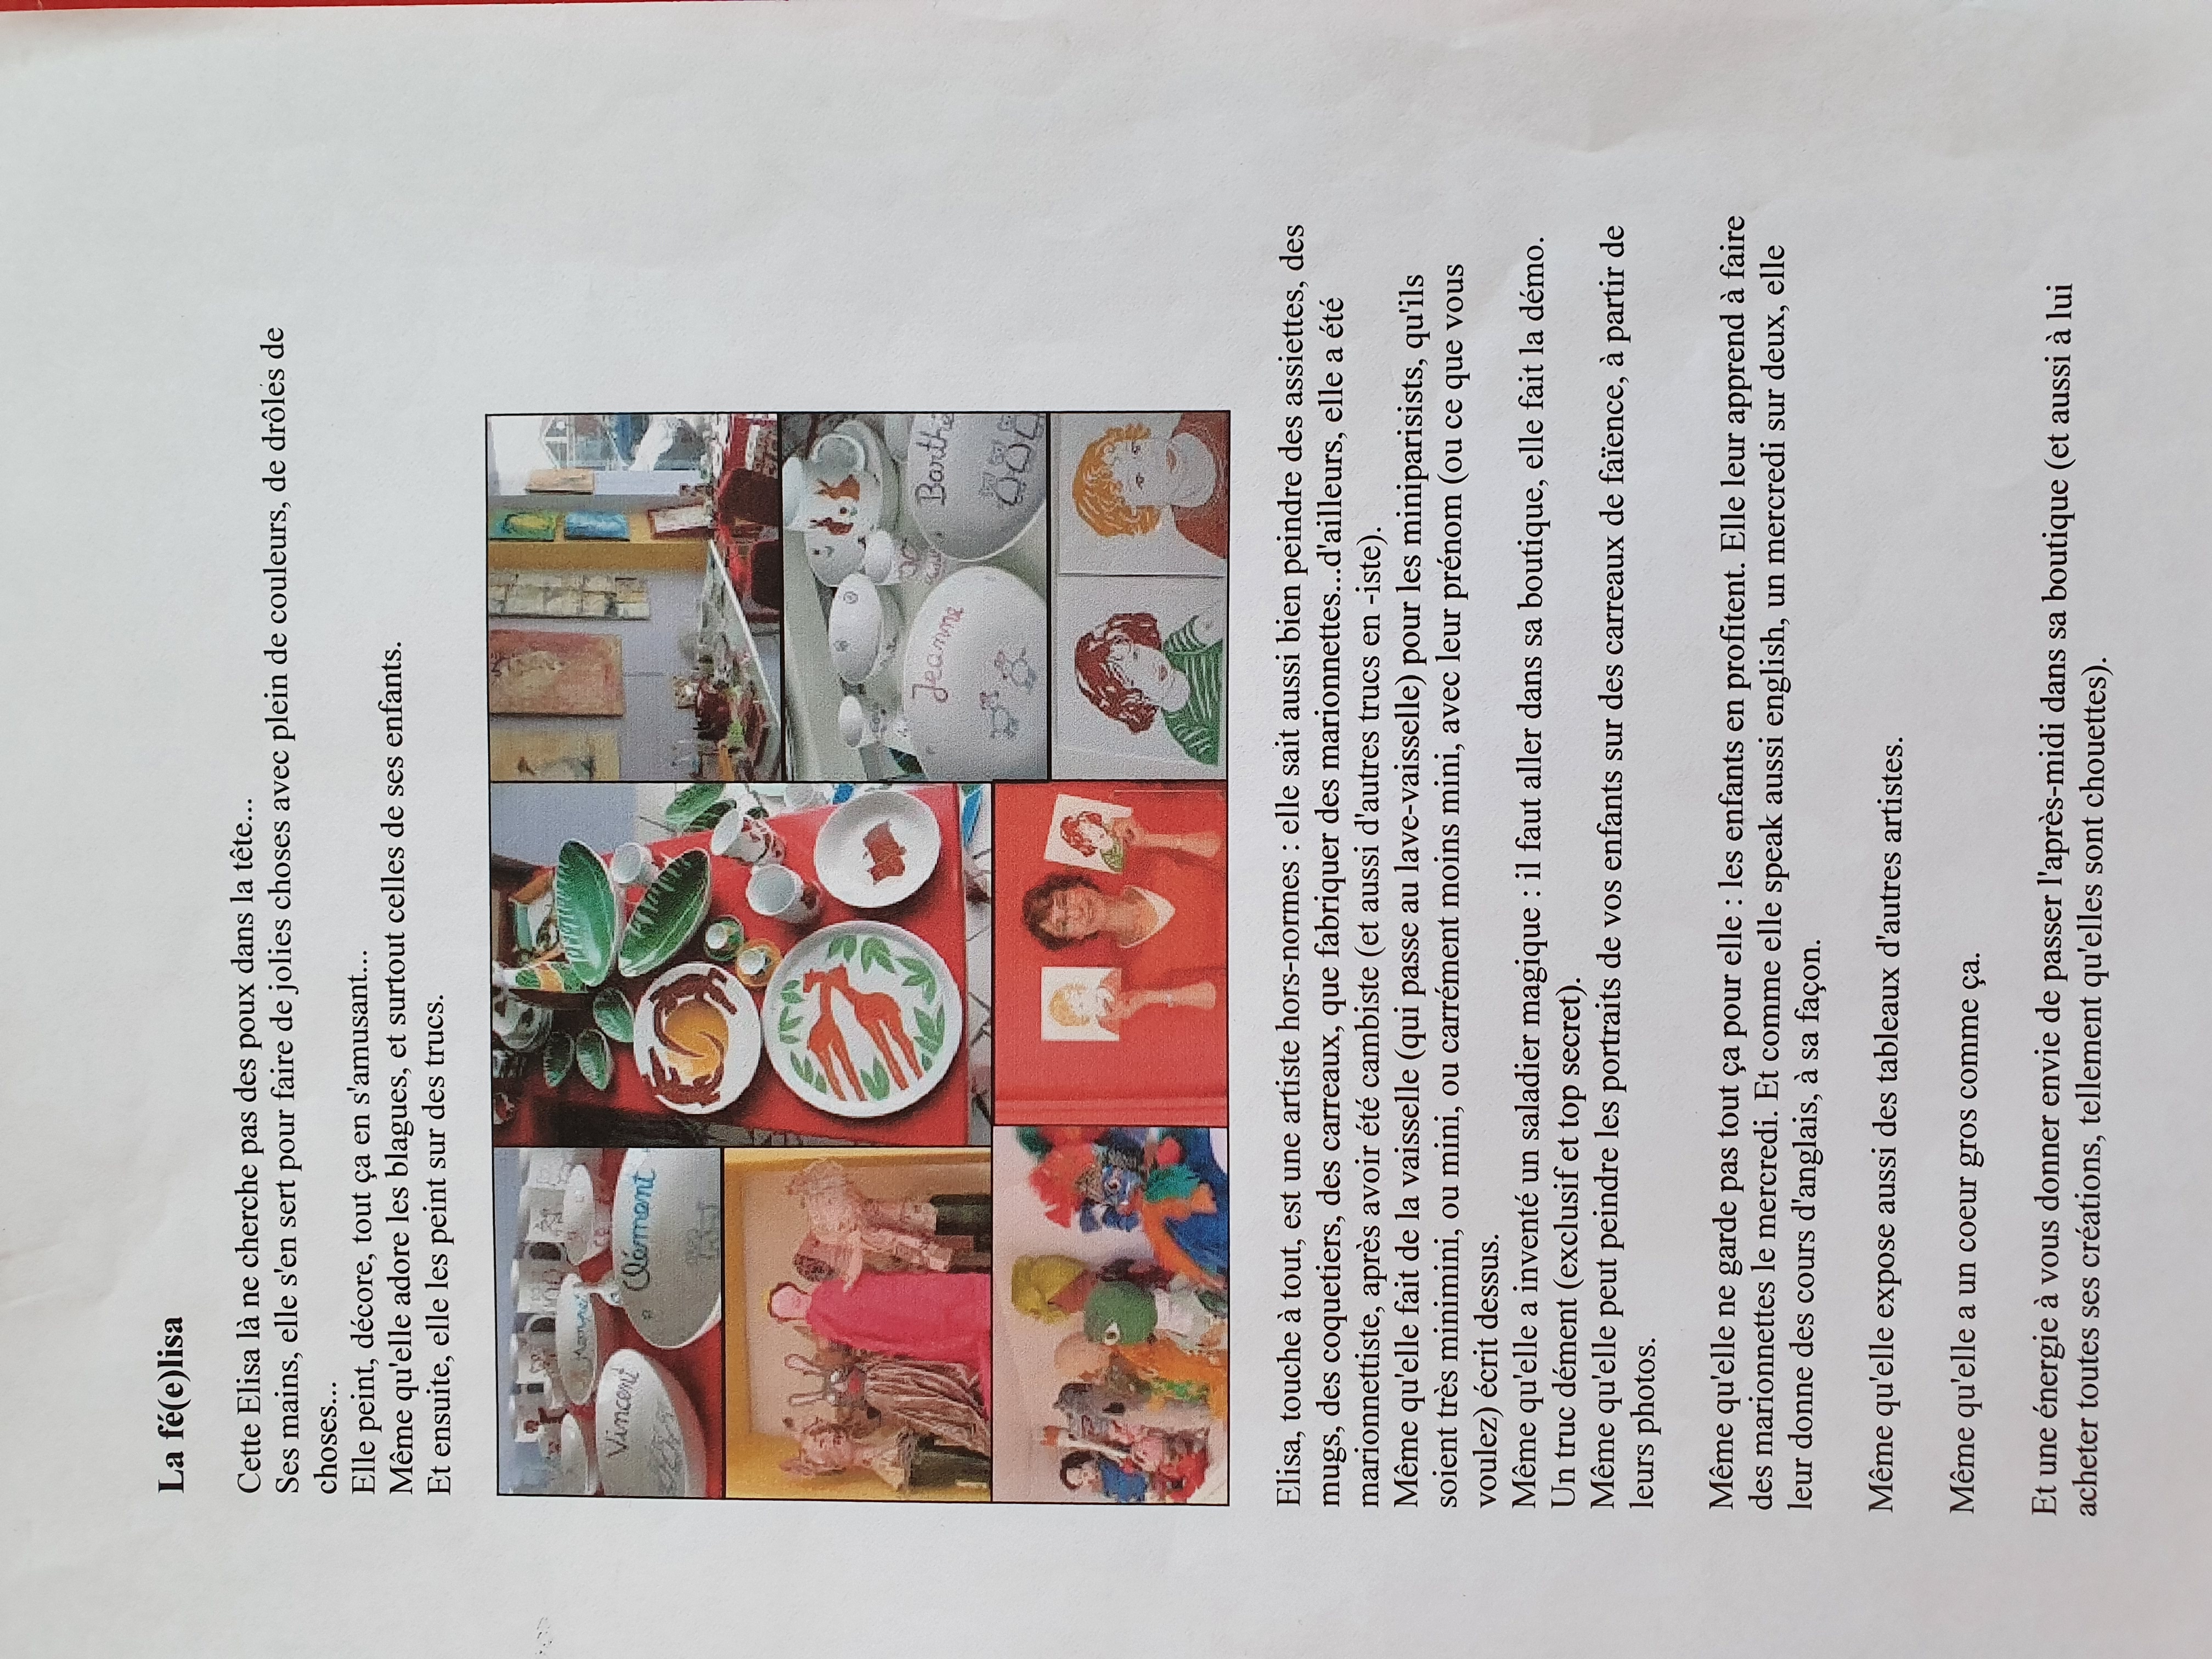 La fé(e)lisa
Cette Elisa là ne cherche pas des poux dans la tête...
Ses mains, elle s'en sert pour faire de jolies choses avec plein de couleurs, de drôles de
choses...
Elle peint, décore, tout ça en s'amusant...
Même qu'elle adore les blagues, et surtout celles de ses enfants.
Et ensuite, elle les peint sur des trucs.
Jeanne
Vincent
Clément
Jeanne
Barthé
Elisa, touche à tout, est une artiste hors-normes : elle sait aussi bien peindre des assiettes, des
mugs, des coquetiers, des carreaux, que fabriquer des marionnettes...d'ailleurs, elle a été
marionnettiste, après avoir été cambiste (et aussi d'autres trucs en -iste).
Même qu'elle fait de la vaisselle (qui passe au lave-vaisselle) pour les miniparisists, qu'ils
soient très minimini, ou mini, ou carrément moins mini, avec leur prénom (ou ce que vous
voulez) écrit dessus.
Même qu'elle a inventé un saladier magique : il faut aller dans sa boutique, elle fait la démo.
Un truc dément (exclusif et top secret).
Même qu'elle peut peindre les portraits de vos enfants sur des carreaux de faïence, à partir de
leurs photos.
Même qu'elle ne garde pas tout ça pour elle : les enfants en profitent. Elle leur apprend à faire
des marionnettes le mercredi. Et comme elle speak aussi english, un mercredi sur deux, elle
leur donne des cours d'anglais, à sa façon.
Même qu'elle expose aussi des tableaux d'autres artistes.
Même qu'elle a un coeur gros comme ça.
Et une énergie à vous donner envie de passer l'après-midi dans sa boutique (et aussi à lui
acheter toutes ses créations, tellement qu'elles sont chouettes).